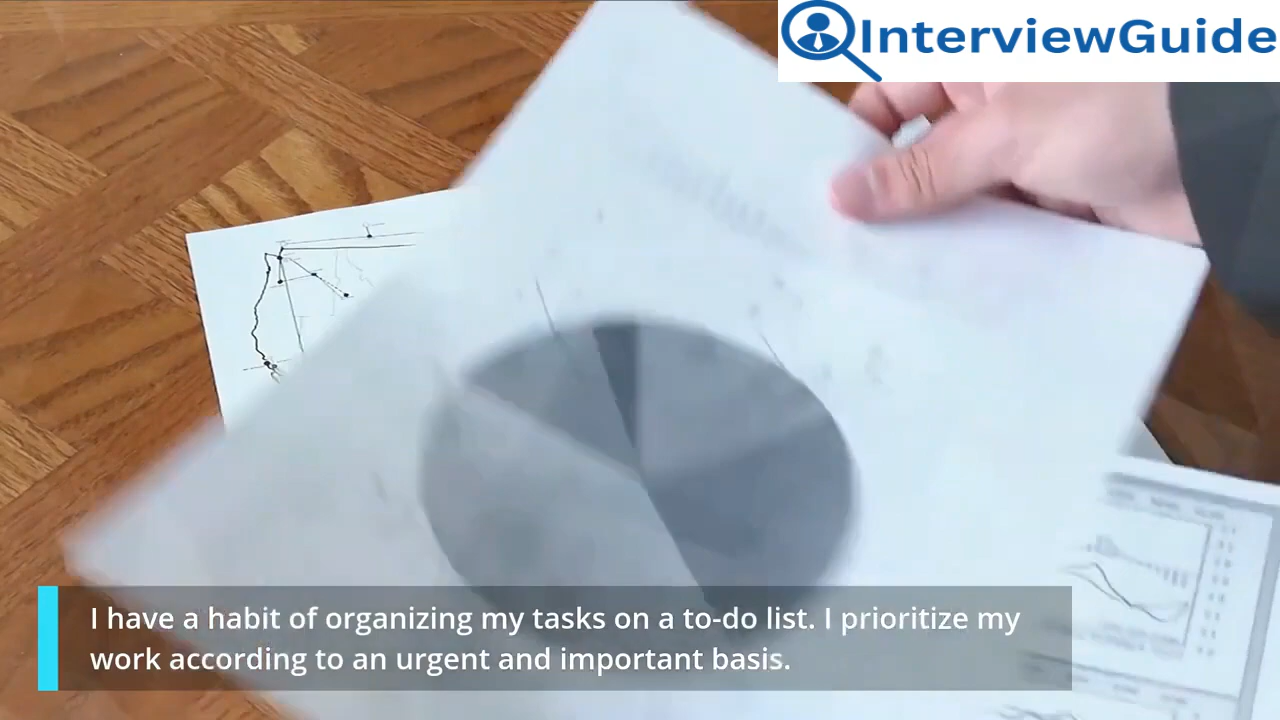 InterviewGuide
I have a habit of organizing my tasks on a to-do list. I prioritize my
work according to an urgent and important basis.